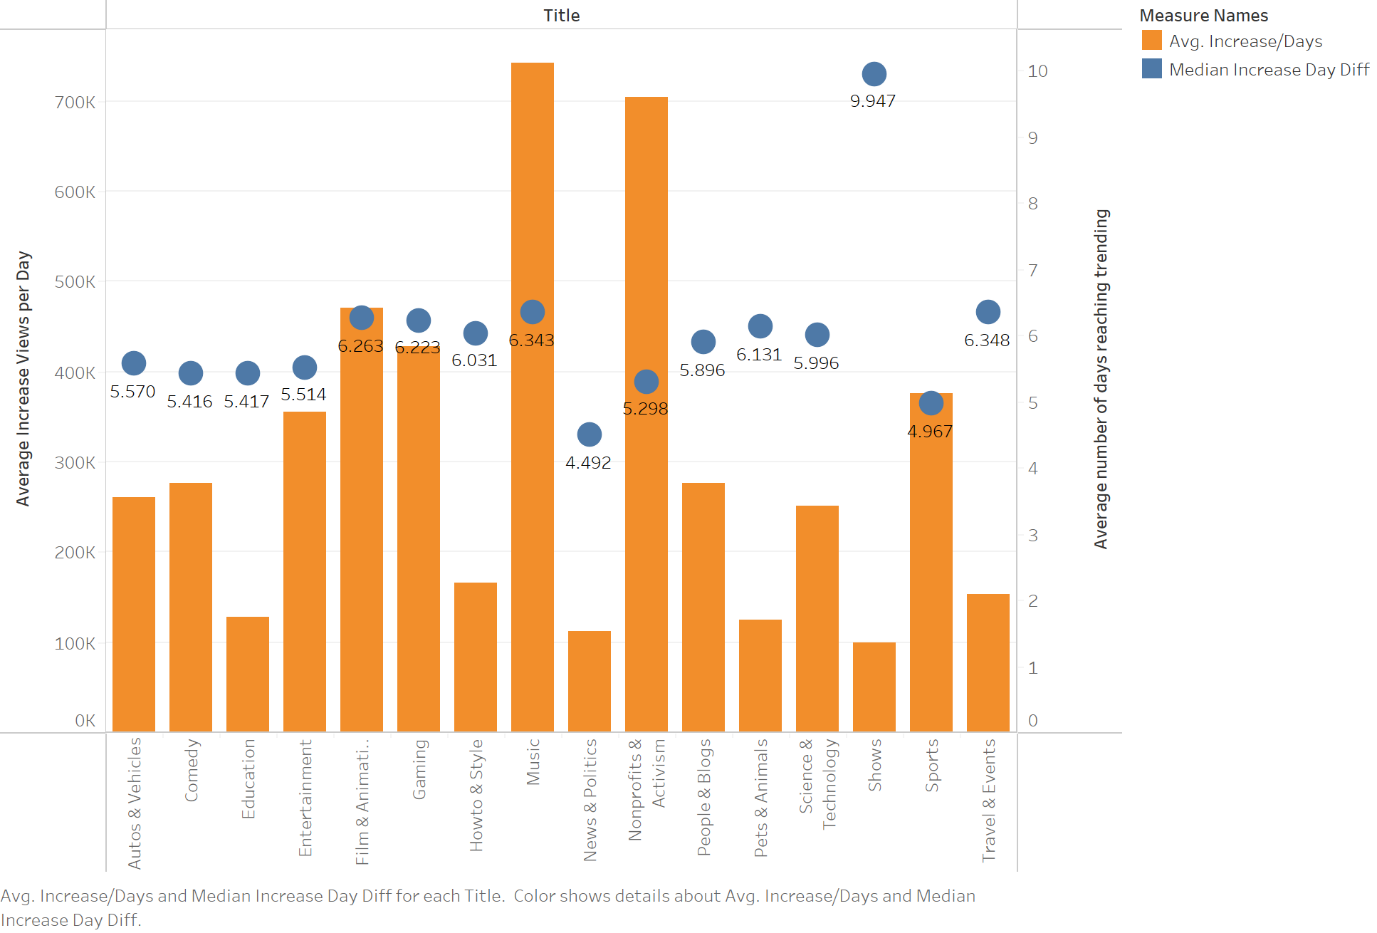 Title
Measure Names
Avg. Increase/Days
Median Increase Day Diff
Average Increase Views per Day
700K
600K
500K
400K
300K
200K
100K
0K
5.570
5.416
5.417
5.514
6.263
6.223
6.031
6.343
4.492
5.298
5.896
6.131
5.996
9.947
4.967
6.348
10
9
8
7
6
5
4
3
2
1
0
Average number of days reaching trending
Autos & Vehicles
Comedy
Education
Entertainment
Film & Animati..
Gaming
Howto & Style
Music
News & Politics
Nonprofits &
Activism
People & Blogs
Pets & Animals
Science &
Technology
Shows
Sports
Travel & Events
Avg. Increase/Days and Median Increase Day Diff for each Title.  Color shows details about Avg. Increase/Days and Median
Increase Day Diff.